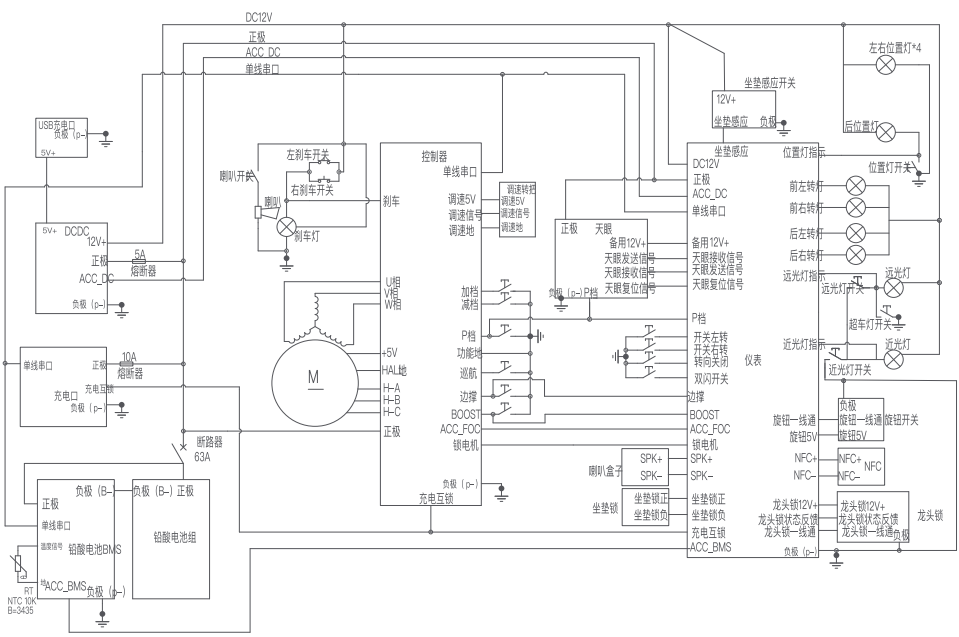 DC12V
正极
ACC_DC
单线串口
USB充电口
负极 (p-)
5V+
5V+ DCDC
12V+
正极
ACC_DC
负极 (p-)
5A
熔断器
单线串口
正极
充电互锁
充电口
负极 (p-)
10A
熔断器
断路器
63A
正极
负极 (B-)
单线串口
温度信号
铅酸电池BMS
地
ACC_BMS
负极 (p-)
RT
NTC 10K
B=3435
负极 (B-) 正极
铅酸电池组
喇叭开关
喇叭
左刹车开关
右刹车开关
刹车灯
M
控制器
单线串口
刹车
调速5V
调速信号
调速地
调速转把
调速5V
调速信号
调速地
U相
V相
W相
加档
减档
P档
功能地
巡航
边撑
BOOST
ACC_FOC
锁电机
+5V
HAL地
H-A
H-B
H-C
正极
负极 (p-)
充电互锁
正极
天眼
备用12V+
天眼发送信号
天眼接收信号
天眼复位信号
负极 (p-) P档
喇叭盒子
SPK+
SPK-
坐垫锁
坐垫锁正
坐垫锁负
坐垫感应开关
12V+
坐垫感应
负极
坐垫感应
DC12V
正极
ACC_DC
单线串口
备用12V+
天眼接收信号
天眼发送信号
天眼复位信号
P档
开关左转
开关右转
转向关闭
双闪开关
仪表
边撑
BOOST
ACC_FOC
锁电机
SPK+
SPK-
坐垫锁正
坐垫锁负
充电互锁
ACC_BMS
左右位置灯*4
后位置灯
位置灯指示
位置灯开关
前左转灯
前右转灯
后左转灯
后右转灯
远光灯指示
远光灯
远光灯开关
超车灯开关
近光灯指示
近光灯
近光灯开关
旋钮一线通
旋钮5V
负极
旋钮一线通
旋钮5V
旋钮开关
NFC+
NFC-
NFC+
NFC-
NFC
龙头锁12V+
龙头锁状态反馈
龙头锁一线通
负极 (p-)
龙头锁12V+
龙头锁状态反馈
龙头锁一线通
负极
龙头锁